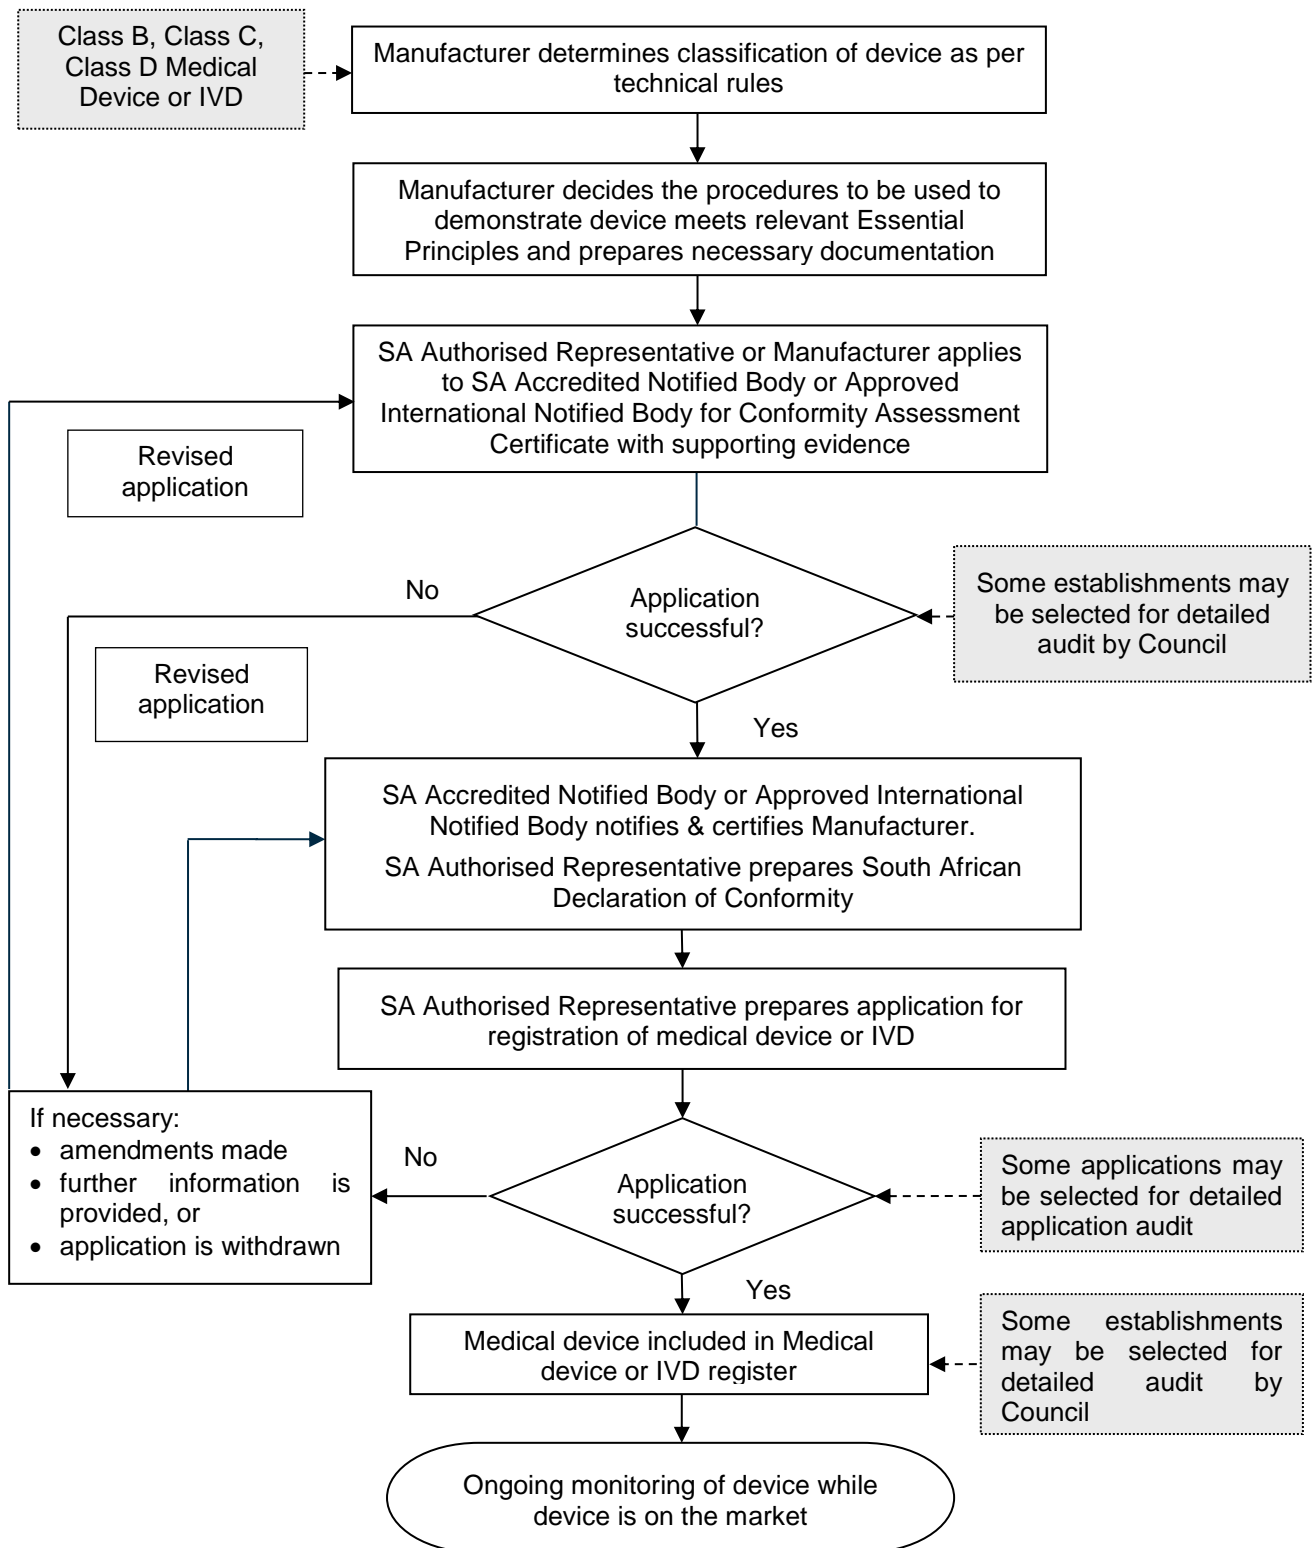 Class B, Class C,
Class D Medical
Device or IVD
Manufacturer determines classification of device as per
technical rules
Manufacturer decides the procedures to be used to
demonstrate device meets relevant Essential
Principles and prepares necessary documentation
SA Authorised Representative or Manufacturer applies
to SA Accredited Notified Body or Approved
International Notified Body for Conformity Assessment
Certificate with supporting evidence
Revised
application
No
Application
successful?
Some establishments may
be selected for detailed
audit by Council
Revised
application
Yes
SA Accredited Notified Body or Approved International
Notified Body notifies & certifies Manufacturer.
SA Authorised Representative prepares South African
Declaration of Conformity
SA Authorised Representative prepares application for
registration of medical device or IVD
If necessary:
• amendments made
• further information is
provided, or
• application is withdrawn
No
Application
successful?
Some applications may
be selected for detailed
application audit
Yes
Medical device included in Medical
device or IVD register
Some establishments
may be selected for
detailed audit by
Council
Ongoing monitoring of device while
device is on the market